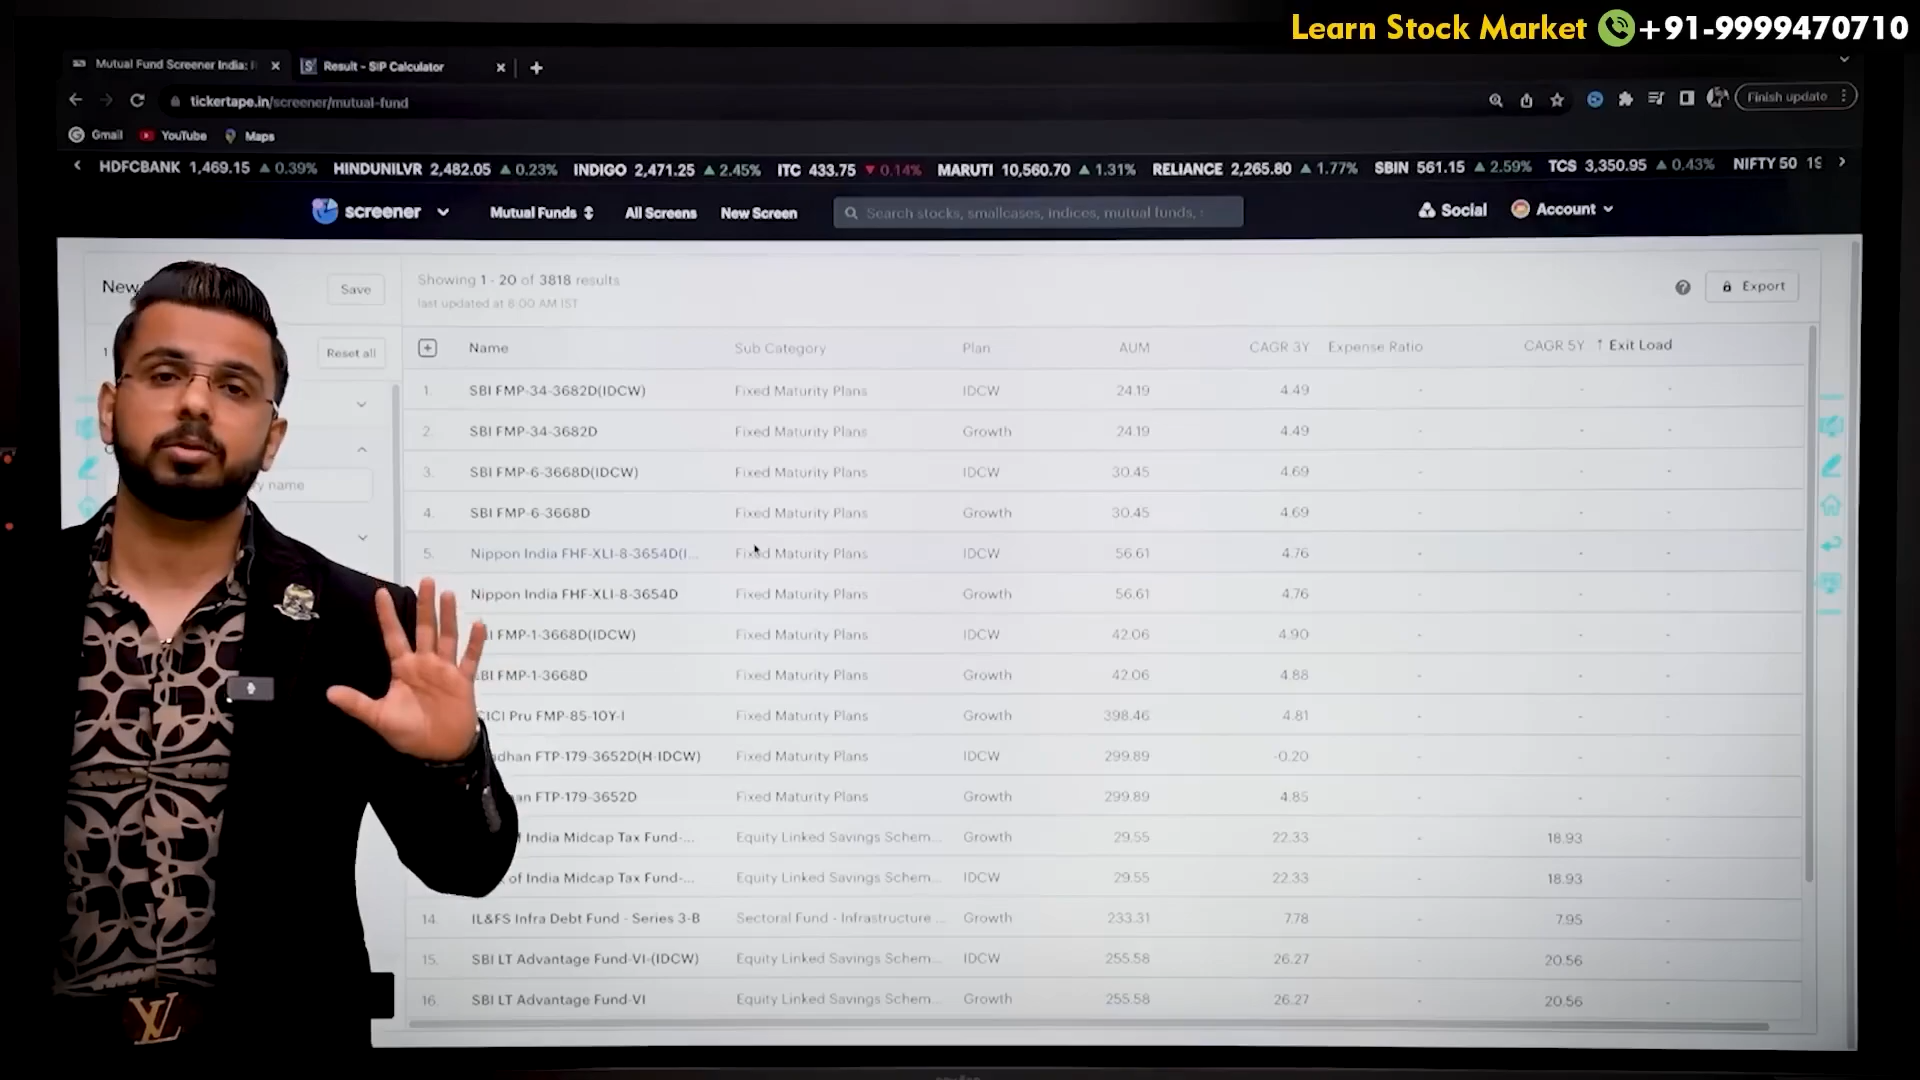 Learn Stock Market +91-9999470710
Mutual Fund Screener India:
Result - SIP Calculator
tickertape.in/screener/mutual-fund
Finish update
Gmail YouTube Maps
HDFCBANK 1,469.15 ▲ 0.39% HINDUNILVR 2,482.05 ▲ 0.23% INDIGO 2,471.25 ▲ 2.45% ITC 433.75 ▼ 0.14% MARUTI 10,560.70 ▲ 1.31% RELIANCE 2,265.80 ▲ 1.77% SBIN 561.15 ▲ 2.59% TCS 3,350.95 ▲ 0.43% NIFTY 50
screener Mutual Funds All Screens New Screen Search stocks, smallcases, indices, mutual funds, Social Account
New Save
Showing 1 - 20 of 3818 results
last updated at 8:00 AM IST
Export
1 Reset all
Name Sub Category Plan AUM CAGR 3Y Expense Ratio CAGR 5Y ↑ Exit Load
1. SBI FMP-34-3682D(IDCW) Fixed Maturity Plans IDCW 24.19 4.49 - - -
2. SBI FMP-34-3682D Fixed Maturity Plans Growth 24.19 4.49 - - -
3. SBI FMP-6-3668D(IDCW) Fixed Maturity Plans IDCW 30.45 4.69 - - -
y name
4. SBI FMP-6-3668D Fixed Maturity Plans Growth 30.45 4.69 - - -
5. Nippon India FHF-XLI-8-3654D(I... Fixed Maturity Plans IDCW 56.61 4.76 - - -
Nippon India FHF-XLI-8-3654D Fixed Maturity Plans Growth 56.61 4.76 - - -
I FMP-1-3668D(IDCW) Fixed Maturity Plans IDCW 42.06 4.90 - - -
BI FMP-1-3668D Fixed Maturity Plans Growth 42.06 4.88 - - -
ICICI Pru FMP-85-10Y-I Fixed Maturity Plans Growth 398.46 4.81 - - -
dhan FTP-179-3652D(H-IDCW) Fixed Maturity Plans IDCW 299.89 -0.20 - - -
an FTP-179-3652D Fixed Maturity Plans Growth 299.89 4.85 - - -
India Midcap Tax Fund-... Equity Linked Savings Schem... Growth 29.55 22.33 - 18.93 -
of India Midcap Tax Fund-... Equity Linked Savings Schem... IDCW 29.55 22.33 - 18.93 -
14. IL&FS Infra Debt Fund - Series 3-B Sectoral Fund - Infrastructure ... Growth 233.31 7.78 - 7.95 -
15. SBI LT Advantage Fund-VI-(IDCW) Equity Linked Savings Schem... IDCW 255.58 26.27 - 20.56 -
16. SBI LT Advantage Fund-VI Equity Linked Savings Schem... Growth 255.58 26.27 - 20.56 -
LV